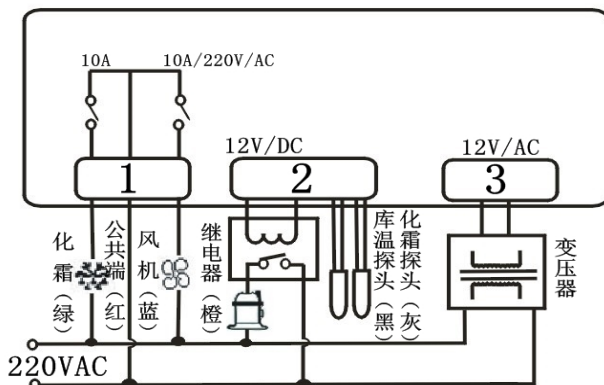 10A
10A/220V/AC
12V/DC
12V/AC
1
2
3
化霜（绿）
公共端（红）
风机（蓝）
继电器（橙）
库温探头（黑）
化霜探头（灰）
变压器
220VAC